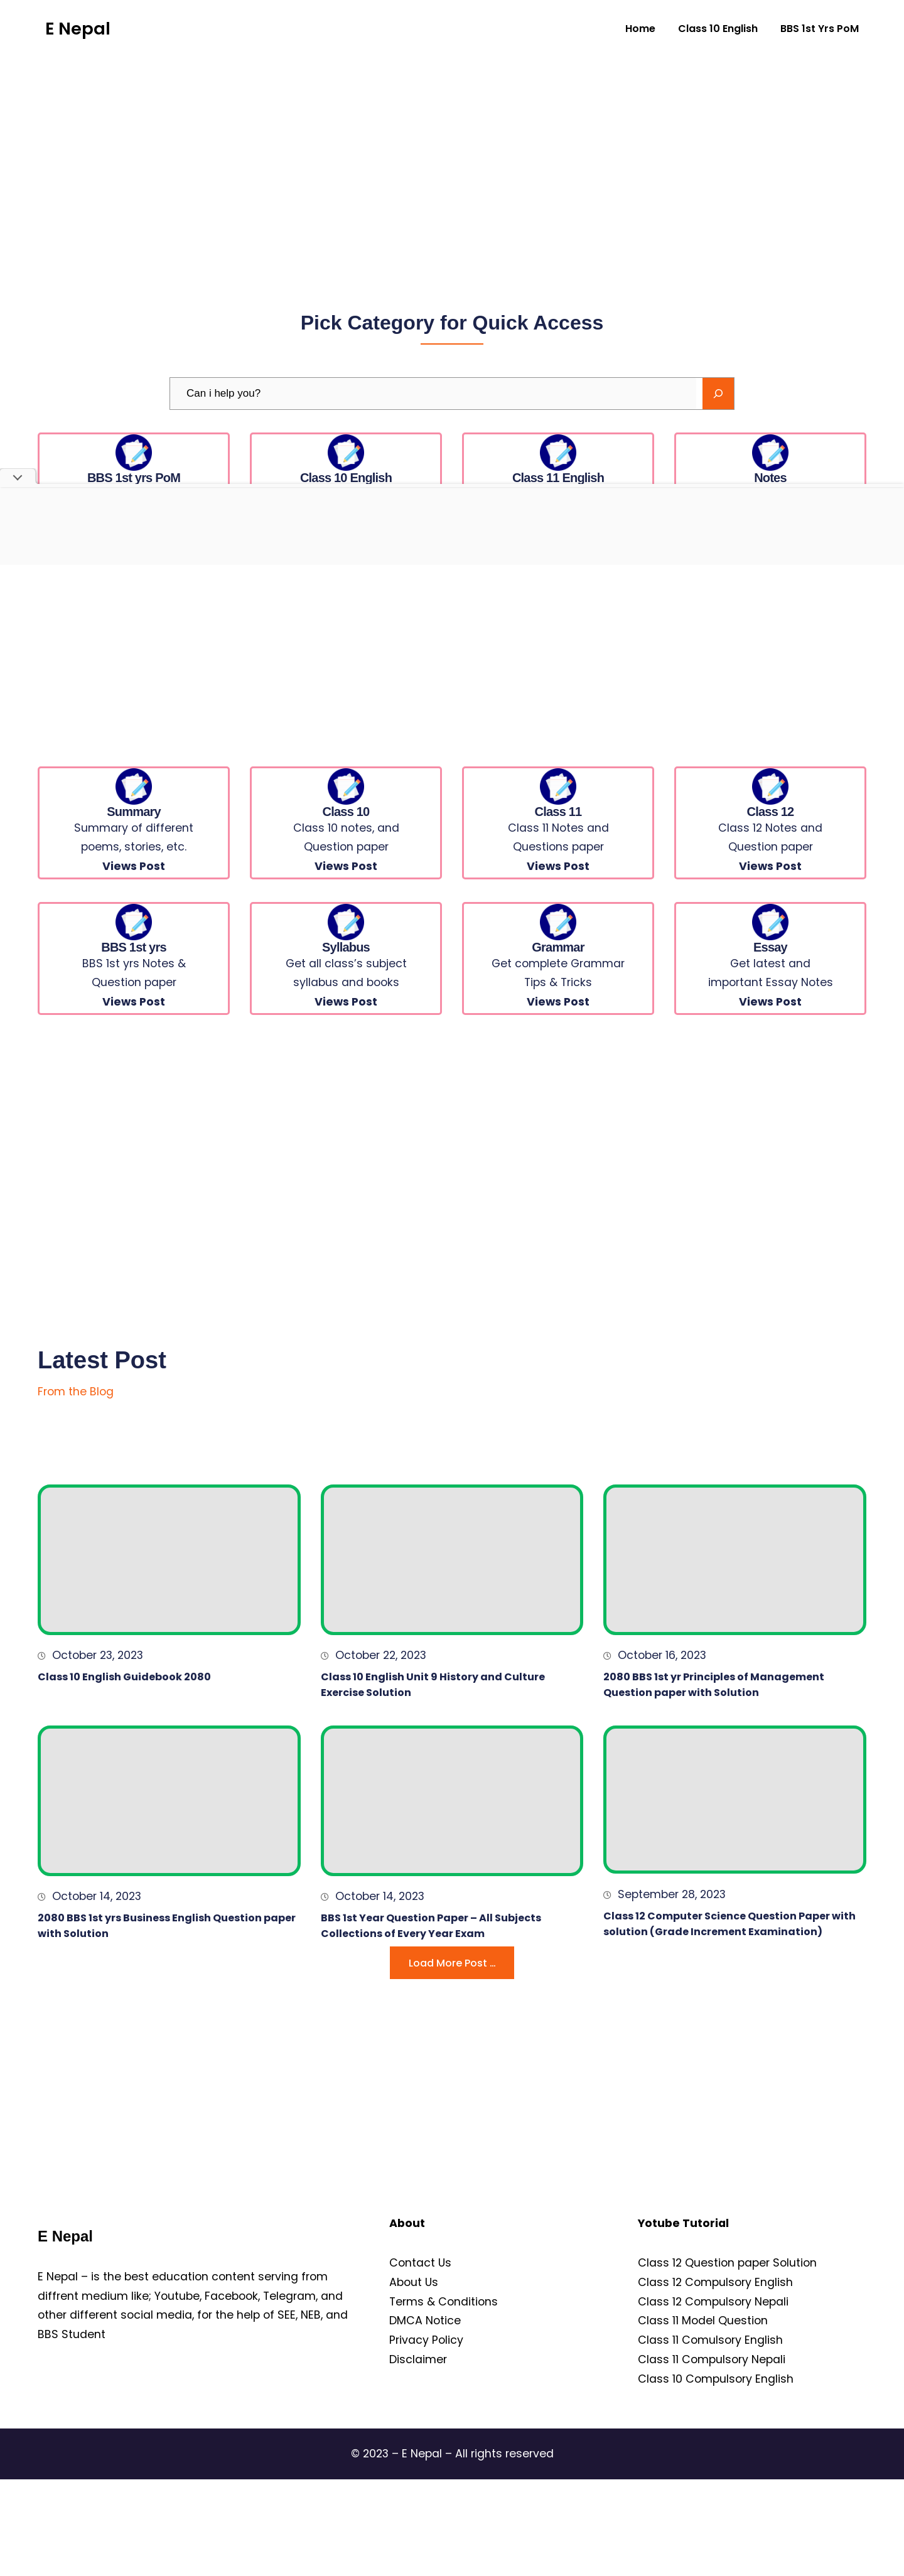 E Nepal
Home Class 10 English BBS 1st Yrs PoM
Pick Category for Quick Access
Can i help you?
BBS 1st yrs PoM
Class 10 English
Class 11 English
Notes
Summary
Summary of different
poems, stories, etc.
Views Post
Class 10
Class 10 notes, and
Question paper
Views Post
Class 11
Class 11 Notes and
Questions paper
Views Post
Class 12
Class 12 Notes and
Question paper
Views Post
BBS 1st yrs
BBS 1st yrs Notes &
Question paper
Views Post
Syllabus
Get all class’s subject
syllabus and books
Views Post
Grammar
Get complete Grammar
Tips & Tricks
Views Post
Essay
Get latest and
important Essay Notes
Views Post
Latest Post
From the Blog
October 23, 2023
Class 10 English Guidebook 2080
October 22, 2023
Class 10 English Unit 9 History and Culture
Exercise Solution
October 16, 2023
2080 BBS 1st yr Principles of Management
Question paper with Solution
October 14, 2023
2080 BBS 1st yrs Business English Question paper
with Solution
October 14, 2023
BBS 1st Year Question Paper – All Subjects
Collections of Every Year Exam
September 28, 2023
Class 12 Computer Science Question Paper with
solution (Grade Increment Examination)
Load More Post ...
E Nepal
E Nepal – is the best education content serving from
diffrent medium like; Youtube, Facebook, Telegram, and
other different social media, for the help of SEE, NEB, and
BBS Student
About
Contact Us
About Us
Terms & Conditions
DMCA Notice
Privacy Policy
Disclaimer
Yotube Tutorial
Class 12 Question paper Solution
Class 12 Compulsory English
Class 12 Compulsory Nepali
Class 11 Model Question
Class 11 Comulsory English
Class 11 Compulsory Nepali
Class 10 Compulsory English
© 2023 – E Nepal – All rights reserved